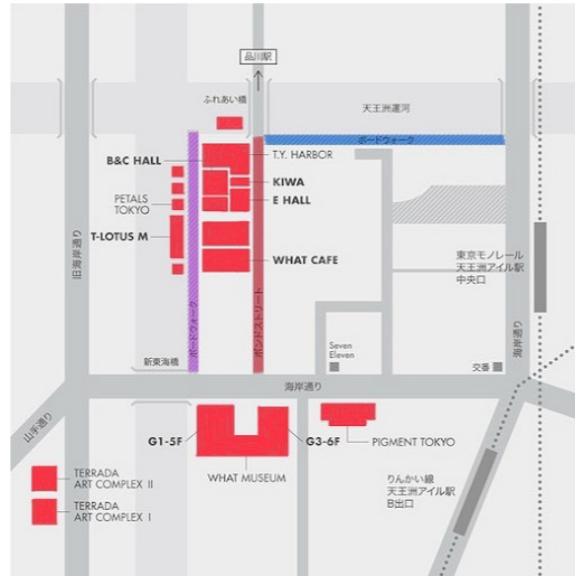 品川駅
ふれあい橋
天王洲運河
ボードウォーク
B&C HALL
T.Y. HARBOR
KIWA
PETALS
TOKYO
E HALL
T-LOTUS M
WHAT CAFE
旧海岸通り
ボードウォーク
ボンドストリート
東京モノレール
天王洲アイル駅
中央口
海岸通り
新東海橋
Seven
Eleven
交番
海岸通り
山手通り
G1-5F
G3-6F
PIGMENT TOKYO
WHAT MUSEUM
TERRADA
ART COMPLEX II
TERRADA
ART COMPLEX I
りんかい線
天王洲アイル駅
B出口